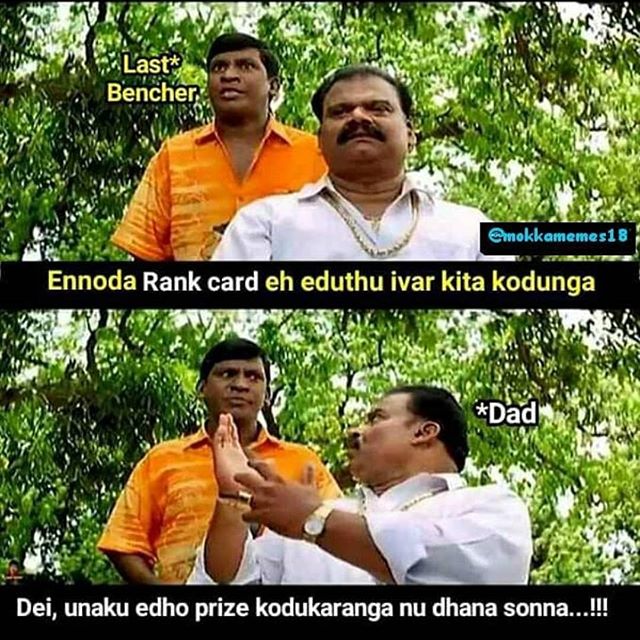 Last*
Bencher
@mokkamemes18
Ennoda Rank card eh eduthu ivar kita kodunga
*Dad
Dei, unaku edho prize kodukaranga nu dhana sonna...!!!